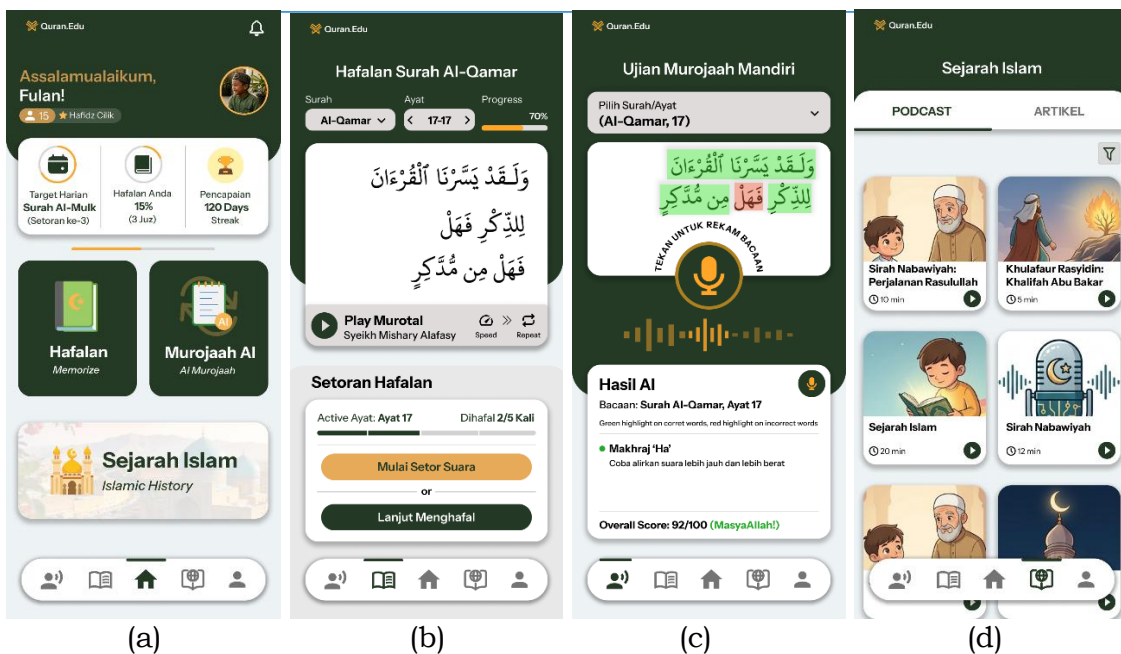 Quran.Edu
Assalamualaikum,
Fulan!
15
Hafidz Cilik
Target Harian
Surah Al-Mulk
(Setoran ke-3)
Hafalan Anda
15%
(3 Juz)
Pencapaian
120 Days
Streak
Hafalan
Memorize
AI
Murojaah AI
AI Murojaah
Sejarah Islam
Islamic History
(a)
Quran.Edu
Hafalan Surah Al-Qamar
Surah Ayat Progress
Al-Qamar 17-17 70%
وَلَـقَدْ يَسَّرْنَا ٱلْقُرْءَانَ
لِلذِّكْرِ فَهَلْ
فَهَلْ مِن مُّدَّكِرٍ
Play Murotal
Syeikh Mishary Alafasy
Speed Repeat
Setoran Hafalan
Active Ayat: Ayat 17 Dihafal 2/5 Kali
Mulai Setor Suara
or
Lanjut Menghafal
(b)
Quran.Edu
Ujian Murojaah Mandiri
Pilih Surah/Ayat
(Al-Qamar, 17)
وَلَـقَدْ يَسَّرْنَا ٱلْقُرْءَانَ
لِلذِّكْرِ فَهَلْ مِن مُّدَّكِرٍ
TEKAN UNTUK REKAM BACAAN
Hasil AI
Bacaan: Surah Al-Qamar, Ayat 17
Green highlight on corret words, red highlight on incorrect words
Makhraj ‘Ha’
Coba alirkan suara lebih jauh dan lebih berat
Overall Score: 92/100 (MasyaAllah!)
(c)
Quran.Edu
Sejarah Islam
PODCAST ARTIKEL
Sirah Nabawiyah:
Perjalanan Rasulullah
10 min
Khulafaur Rasyidin:
Khalifah Abu Bakar
5 min
Sejarah Islam
20 min
Sirah Nabawiyah
12 min
(d)